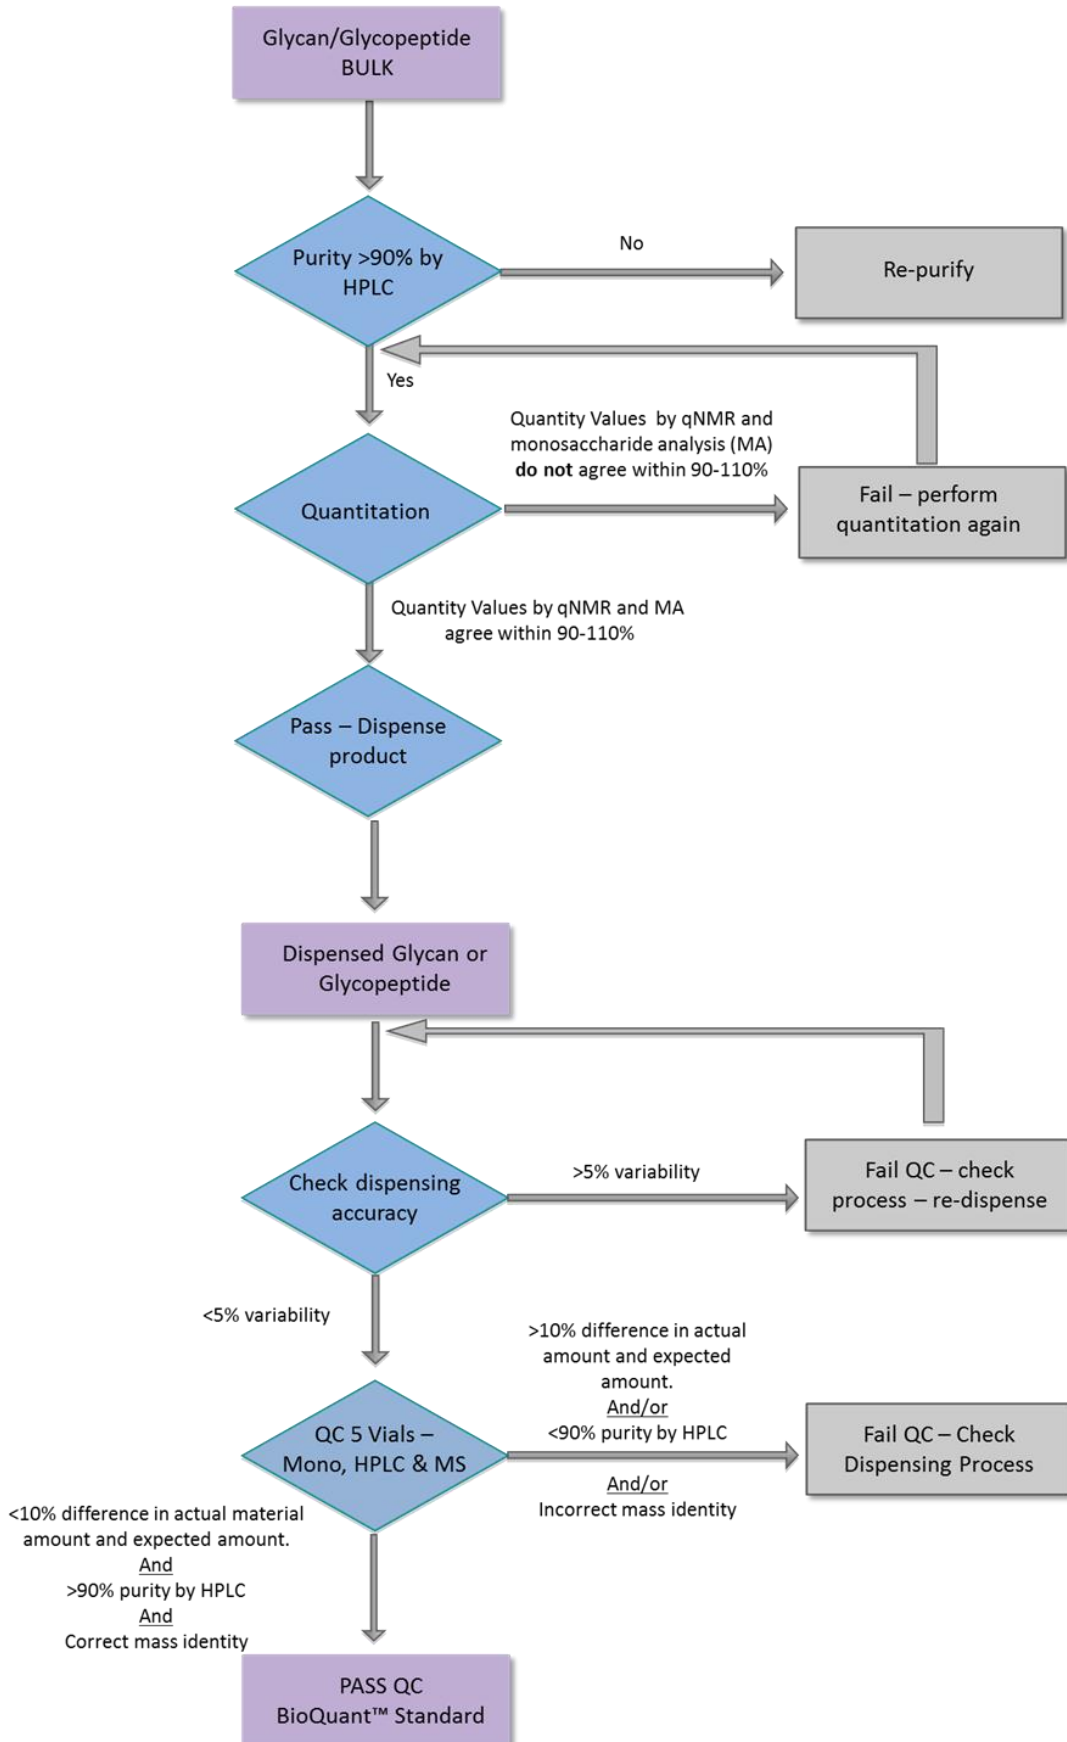 Glycan/Glycopeptide
BULK
Purity >90% by
HPLC
No
Re-purify
Yes
Quantity Values by qNMR and
monosaccharide analysis (MA)
do not agree within 90-110%
Quantitation
Fail – perform
quantitation again
Quantity Values by qNMR and MA
agree within 90-110%
Pass – Dispense
product
Dispensed Glycan or
Glycopeptide
Check dispensing
accuracy
>5% variability
Fail QC – check
process – re-dispense
<5% variability
>10% difference in actual
amount and expected
amount.
And/or
<90% purity by HPLC
And/or
Incorrect mass identity
QC 5 Vials –
Mono, HPLC & MS
Fail QC – Check
Dispensing Process
<10% difference in actual material
amount and expected amount.
And
>90% purity by HPLC
And
Correct mass identity
PASS QC
BioQuant™ Standard